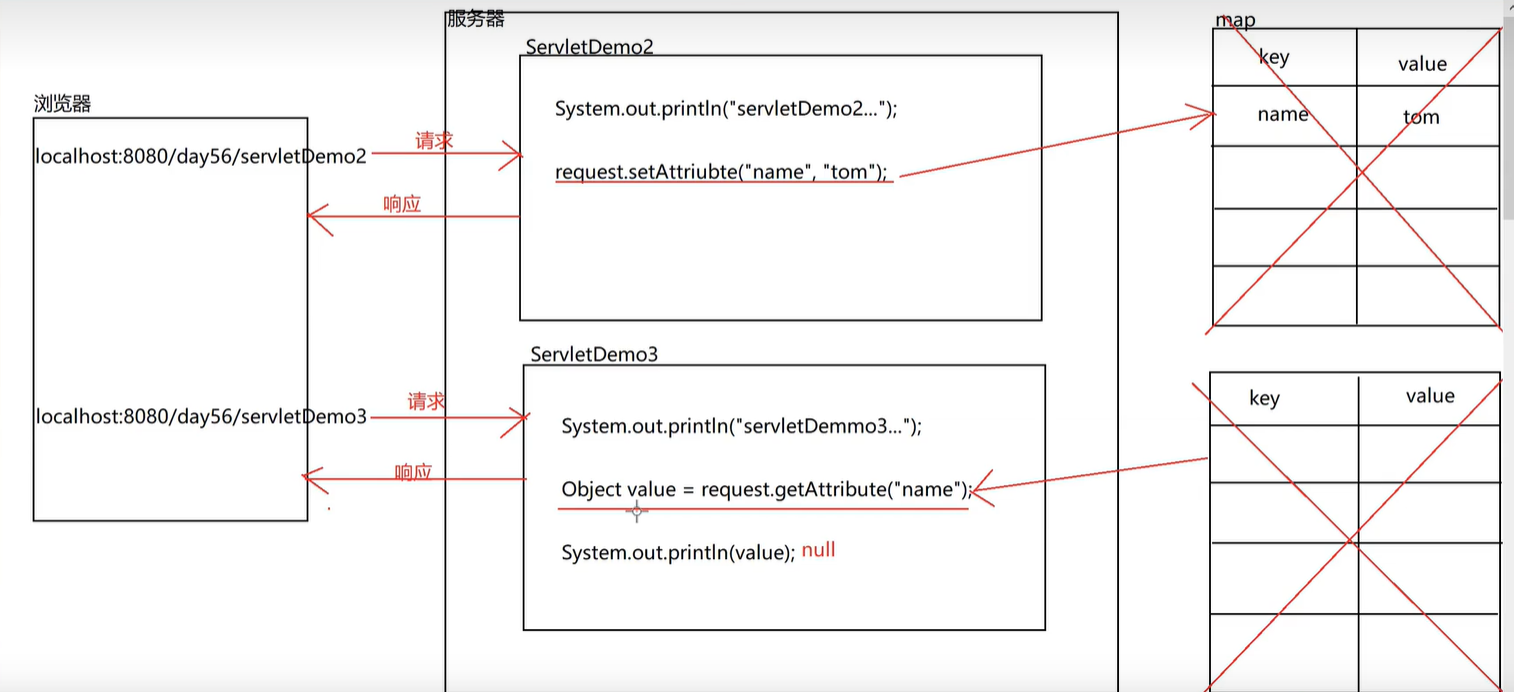 服务器
map
ServletDemo2
key
value
浏览器
System.out.println("servletDemo2...");
name
tom
localhost:8080/day56/servletDemo2
请求
request.setAttriubte("name", "tom");
响应
ServletDemo3
key
value
localhost:8080/day56/servletDemo3
请求
System.out.println("servletDemmo3...");
响应
Object value = request.getAttribute("name");
System.out.println(value);
null